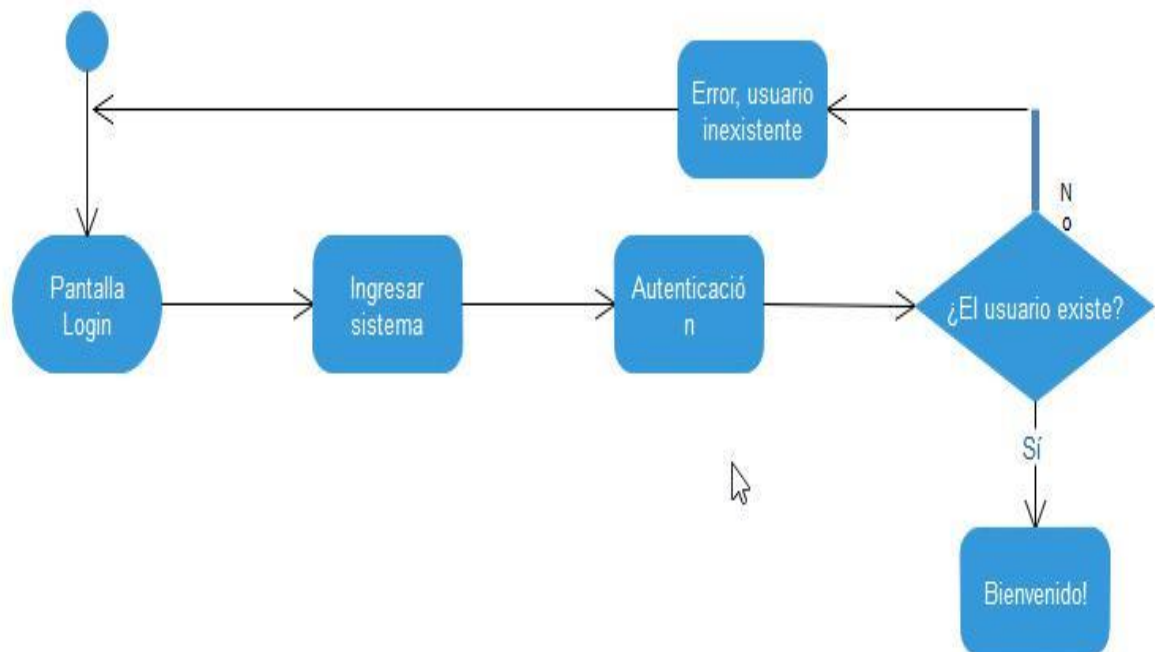 Error, usuario
inexistente
N
o
Pantalla
Login
Ingresar
sistema
Autenticació
n
¿El usuario existe?
Sí
Bienvenido!